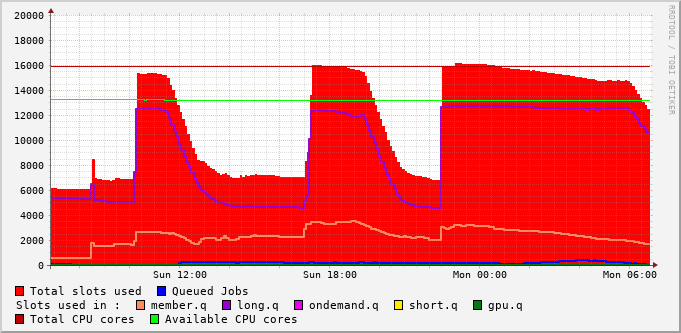 20000
18000
16000
14000
12000
10000
8000
6000
4000
2000
0
Sun 12:00 Sun 18:00 Mon 00:00 Mon 06:00
RRDTOOL / TOBI OETIKER
Total slots used Queued Jobs
Slots used in : member.q long.q ondemand.q short.q gpu.q
Total CPU cores Available CPU cores